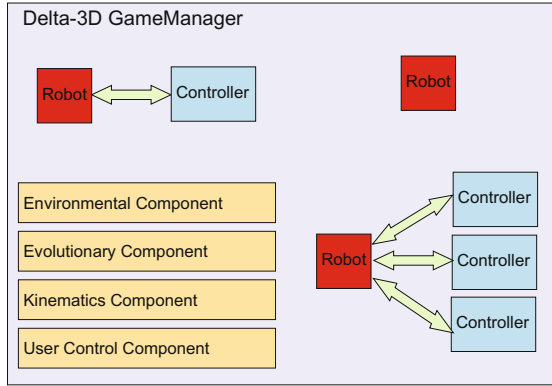 Delta-3D GameManager
Robot
Controller
Robot
Environmental Component
Evolutionary Component
Kinematics Component
User Control Component
Robot
Controller
Controller
Controller